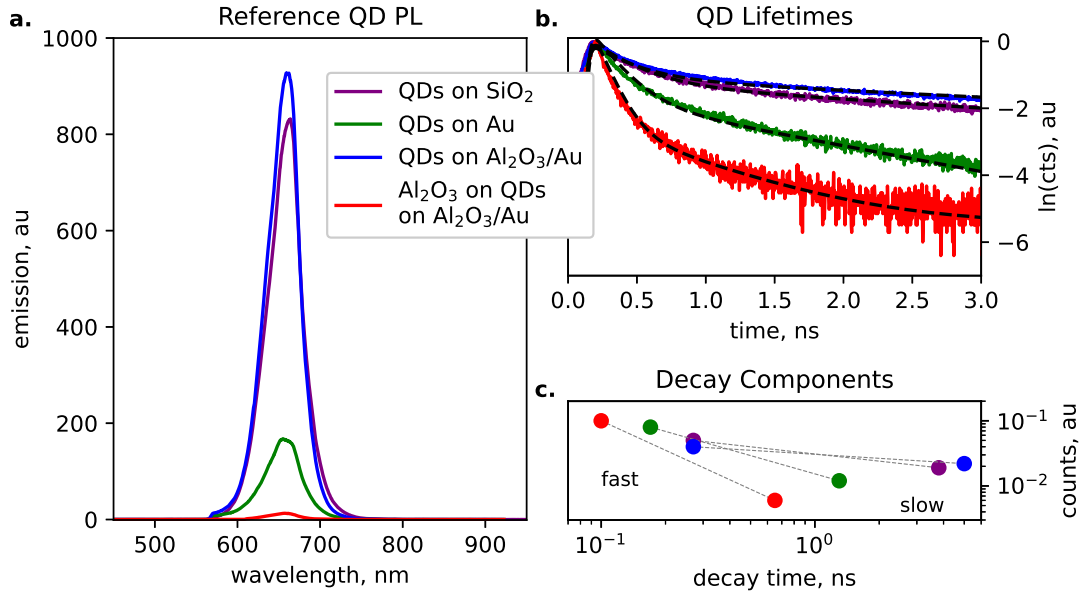 a.
Reference QD PL
1000
800
600
400
200
0
emission, au
500
600
700
800
900
wavelength, nm
QDs on SiO₂
QDs on Au
QDs on Al₂O₃/Au
Al₂O₃ on QDs
on Al₂O₃/Au
b.
QD Lifetimes
0
−2
−4
−6
ln(cts), au
0.0
0.5
1.0
1.5
2.0
2.5
3.0
time, ns
c.
Decay Components
fast
slow
10⁻¹
10⁻²
counts, au
10⁻¹
10⁰
decay time, ns